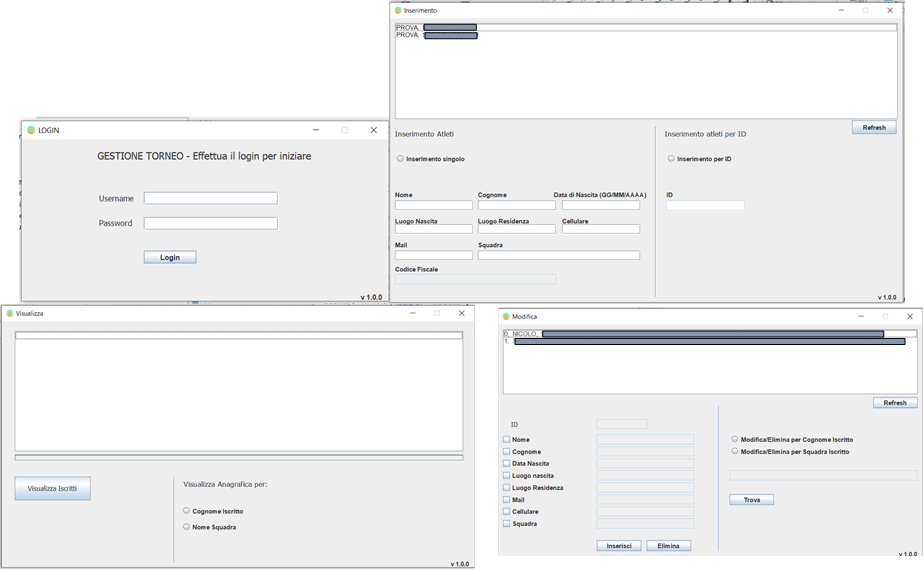 Inserimento
PROVA,
PROVA,
Refresh
Inserimento Atleti
Inserimento atleti per ID
Inserimento singolo
Inserimento per ID
Nome Cognome Data di Nascita (GG/MM/AAAA) ID
Luogo Nascita Luogo Residenza Cellulare
Mail Squadra
Codice Fiscale
v 1.0.0
LOGIN
GESTIONE TORNEO - Effettua il login per iniziare
Username
Password
Login
v 1.0.0
Visualizza
Visualizza Iscritti
Visualizza Anagrafica per:
Cognome Iscritto
Nome Squadra
v 1.0.0
Modifica
0, NICOLO,
1,
Refresh
ID
Nome
Cognome
Data Nascita
Luogo nascita
Luogo Residenza
Mail
Cellulare
Squadra
Inserisci Elimina
Modifica/Elimina per Cognome Iscritto
Modifica/Elimina per Squadra Iscritto
Trova
v 1.0.0